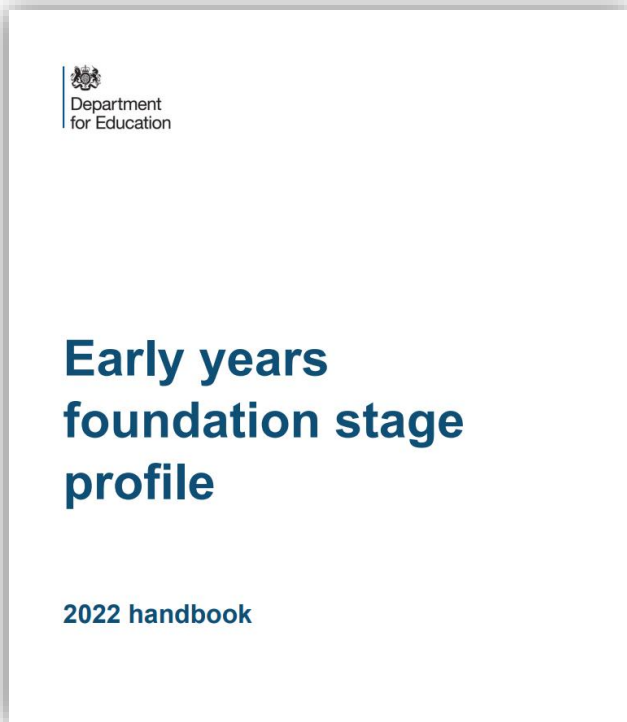 Department
for Education
Early years
foundation stage
profile
2022 handbook